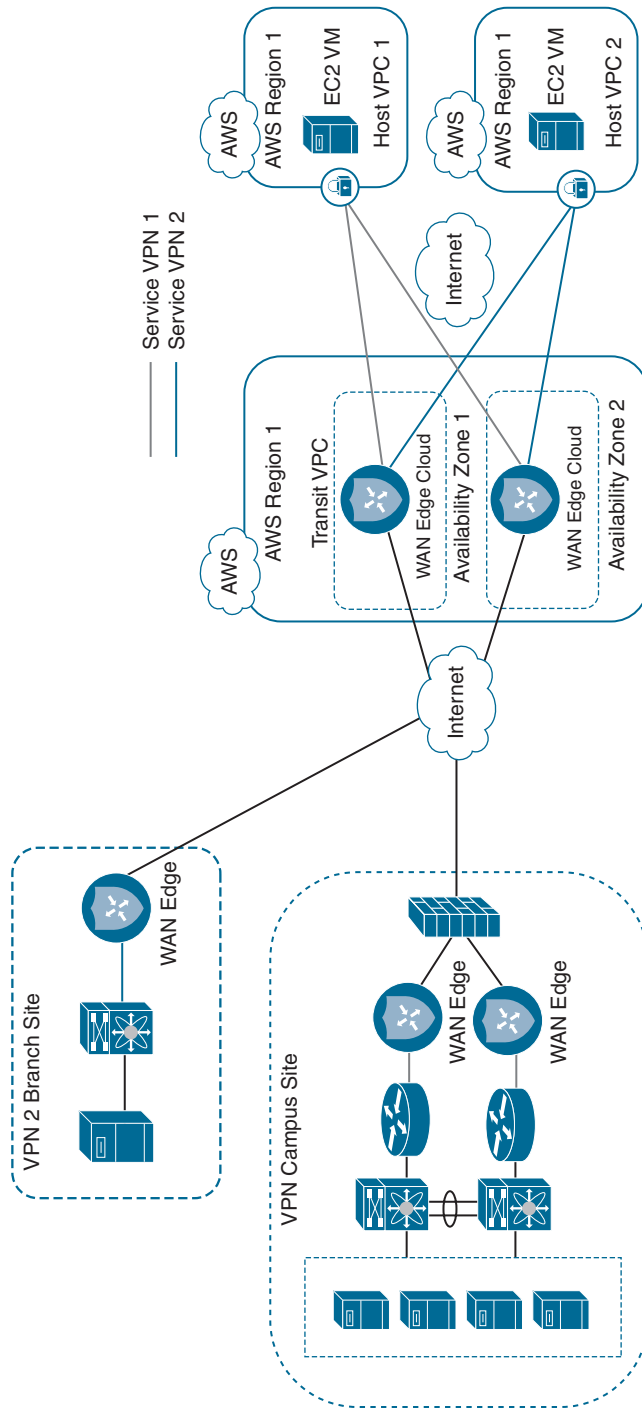 VPN 2 Branch Site
WAN Edge
VPN Campus Site
WAN Edge
WAN Edge
Internet
Service VPN 1
Service VPN 2
AWS
AWS Region 1
Transit VPC
WAN Edge Cloud
Availability Zone 1
WAN Edge Cloud
Availability Zone 2
Internet
AWS
AWS Region 1
EC2 VM
Host VPC 1
AWS
AWS Region 1
EC2 VM
Host VPC 2